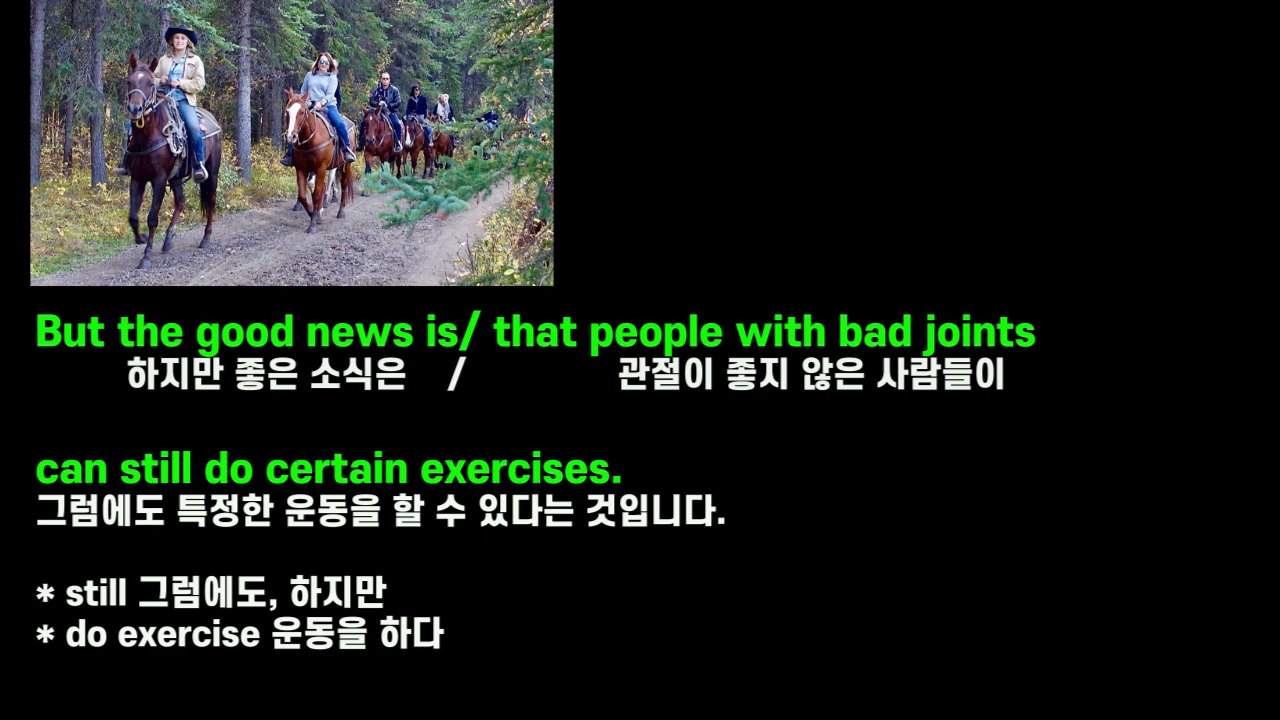 But the good news is/ that people with bad joints
하지만 좋은 소식은 / 관절이 좋지 않은 사람들이
can still do certain exercises.
그럼에도 특정한 운동을 할 수 있다는 것입니다.
* still 그럼에도, 하지만
* do exercise 운동을 하다